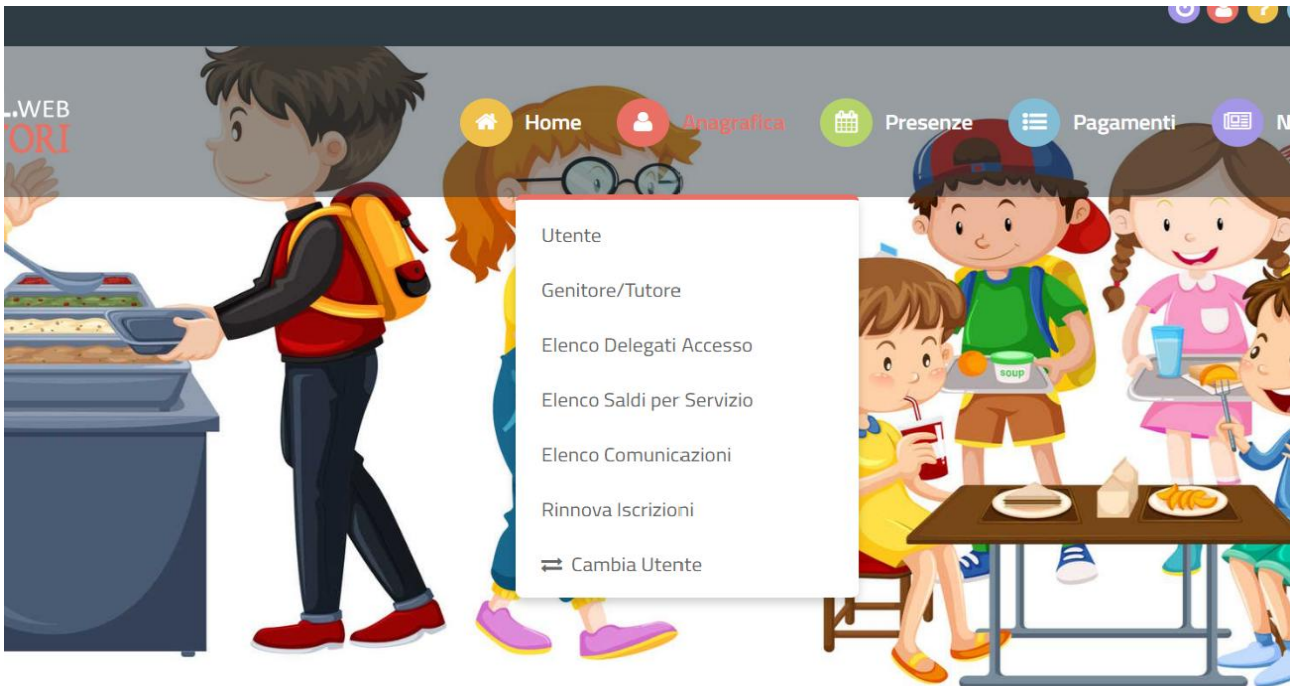 ?
.WEB
TORI
Home
Anagrafica
Presenze
Pagamenti
N
Utente
Genitore/Tutore
Elenco Delegati Accesso
Elenco Saldi per Servizio
Elenco Comunicazioni
Rinnova Iscrizioni
Cambia Utente
soup